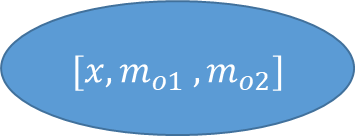 [x, m_{o1} , m_{o2}]